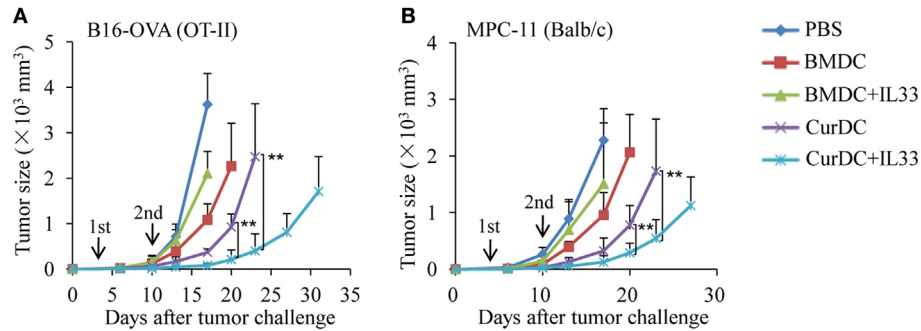 A
B16-OVA (OT-II)
Tumor size (×10³ mm³)
5
4
3
2
1
0
1st
2nd
**
**
0 5 10 15 20 25 30 35
Days after tumor challenge
B
MPC-11 (Balb/c)
Tumor size (×10³ mm³)
4
3
2
1
0
1st
2nd
**
**
0 10 20 30
Days after tumor challenge
PBS
BMDC
BMDC+IL33
CurDC
CurDC+IL33